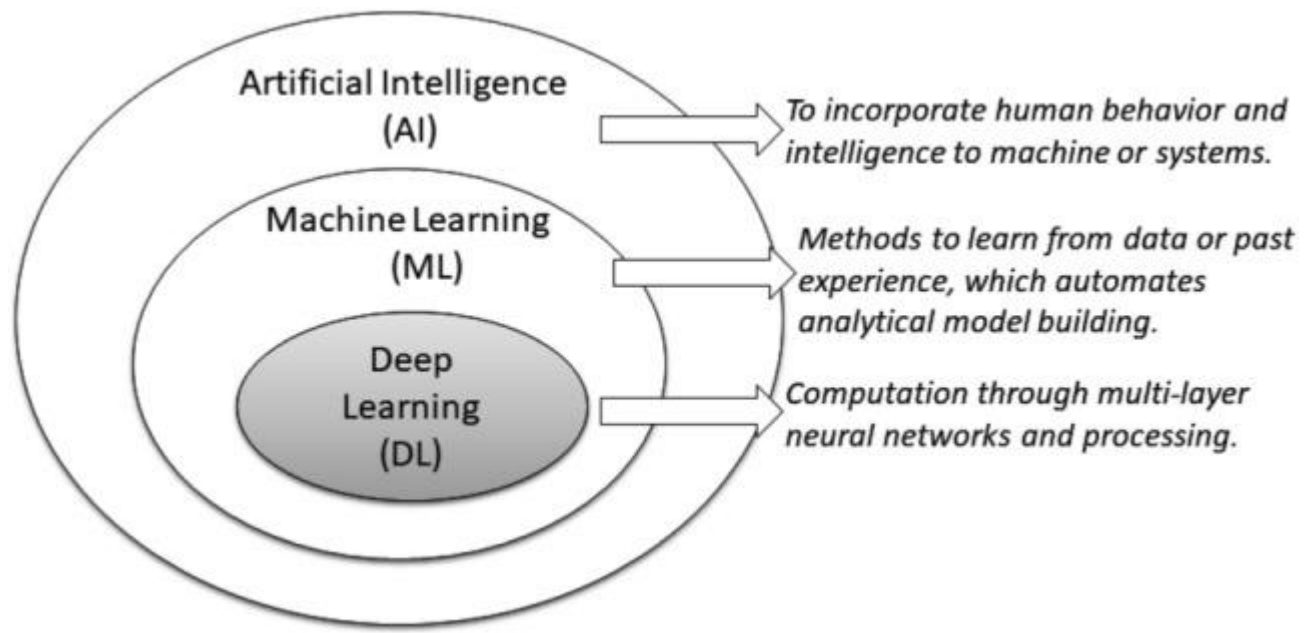 Artificial Intelligence
(AI)
To incorporate human behavior and
intelligence to machine or systems.
Machine Learning
(ML)
Methods to learn from data or past
experience, which automates
analytical model building.
Deep
Learning
(DL)
Computation through multi-layer
neural networks and processing.